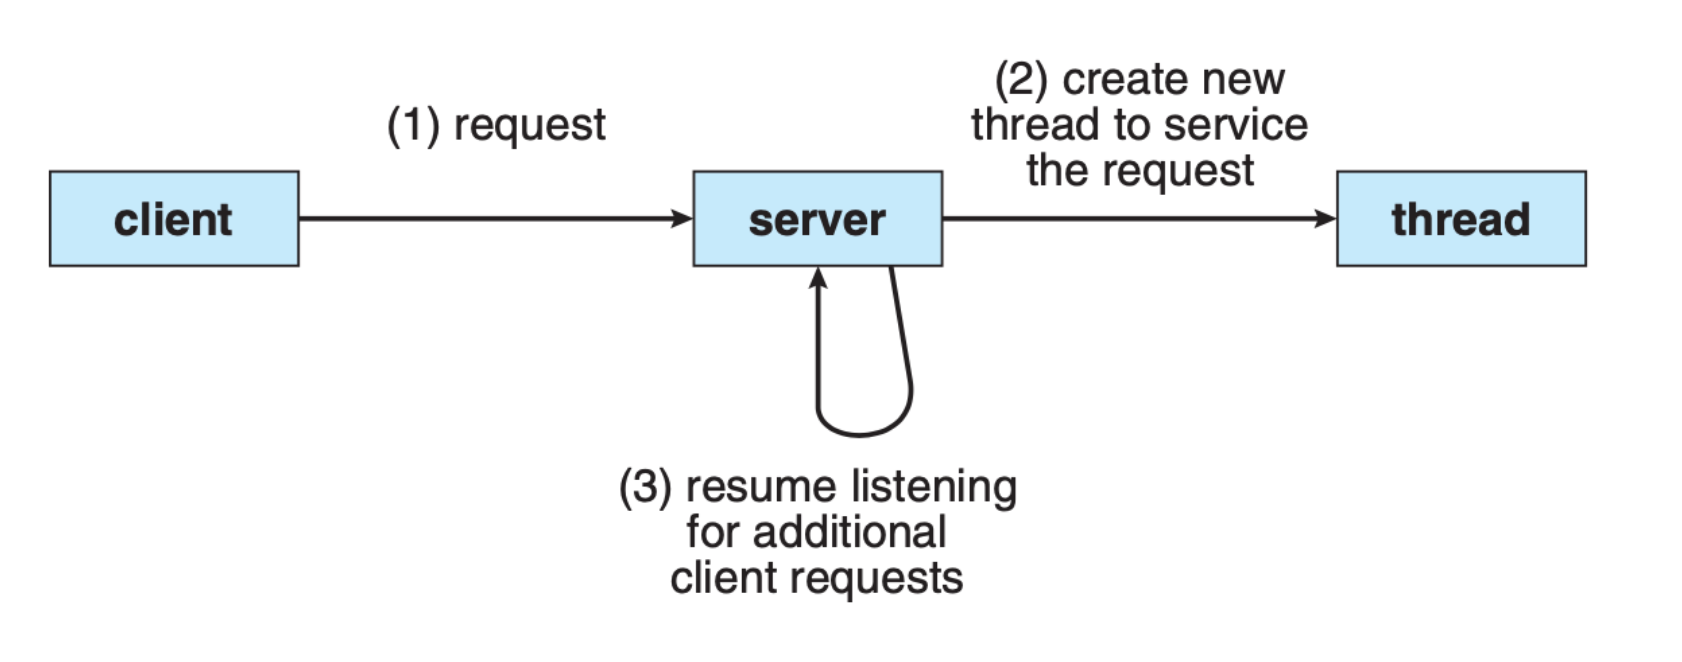 (1) request
(2) create new
thread to service
the request
client
server
thread
(3) resume listening
for additional
client requests